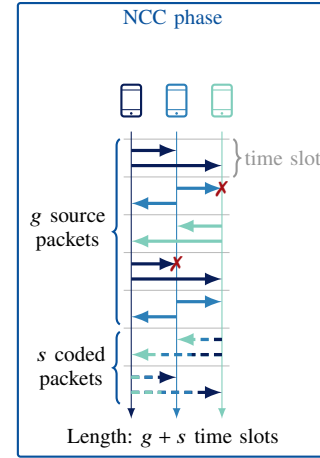 NCC phase
time slot
g source
packets
s coded
packets
Length: g + s time slots